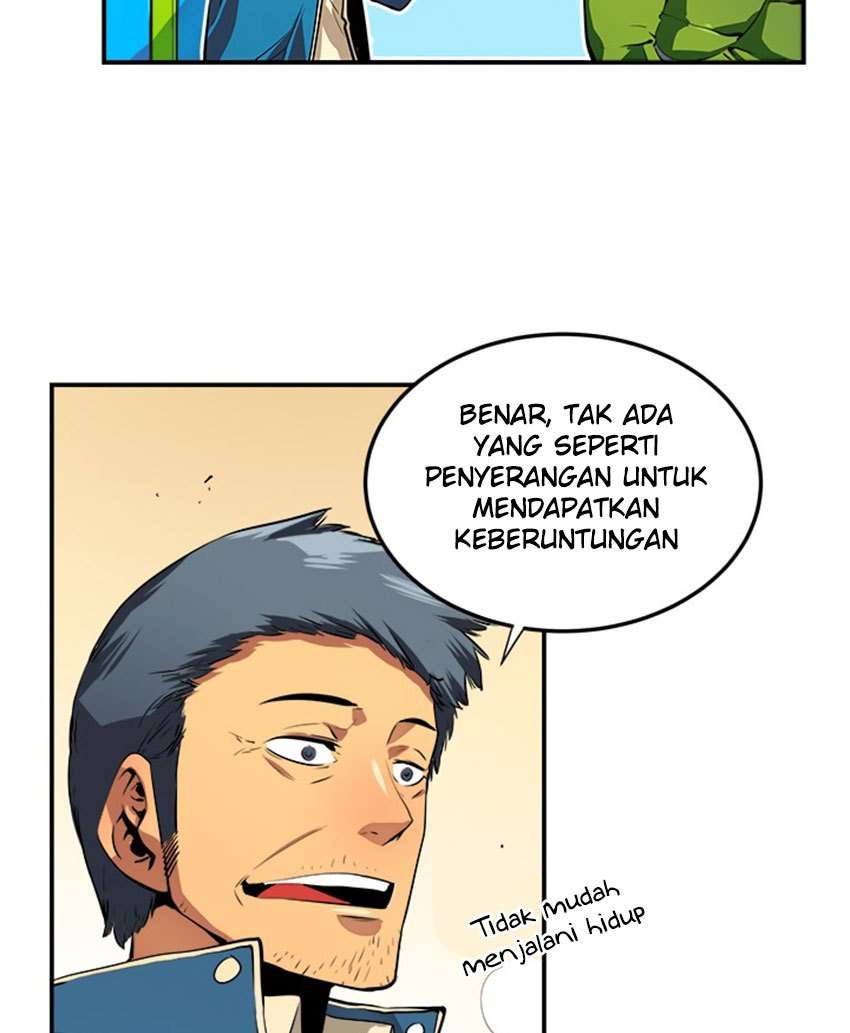 BENAR, TAK ADA
YANG SEPERTI
PENYERANGAN UNTUK
MENDAPATKAN
KEBERUNTUNGAN
Tidak mudah
menjalani hidup